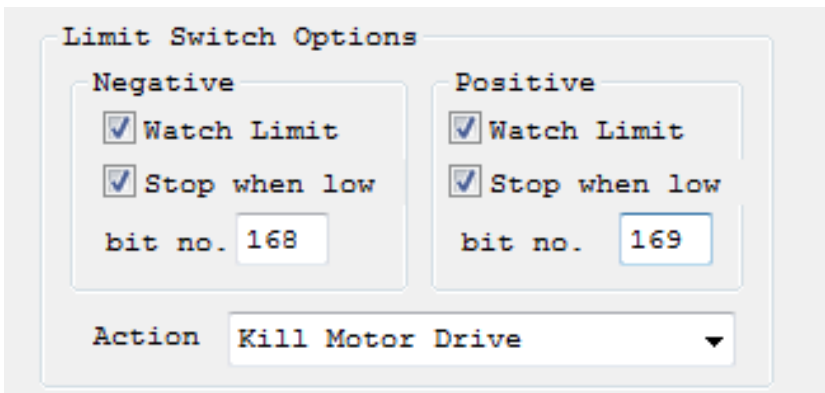 Limit Switch Options
Negative Positive
Watch Limit Watch Limit
Stop when low Stop when low
bit no. 168 bit no. 169
Action Kill Motor Drive